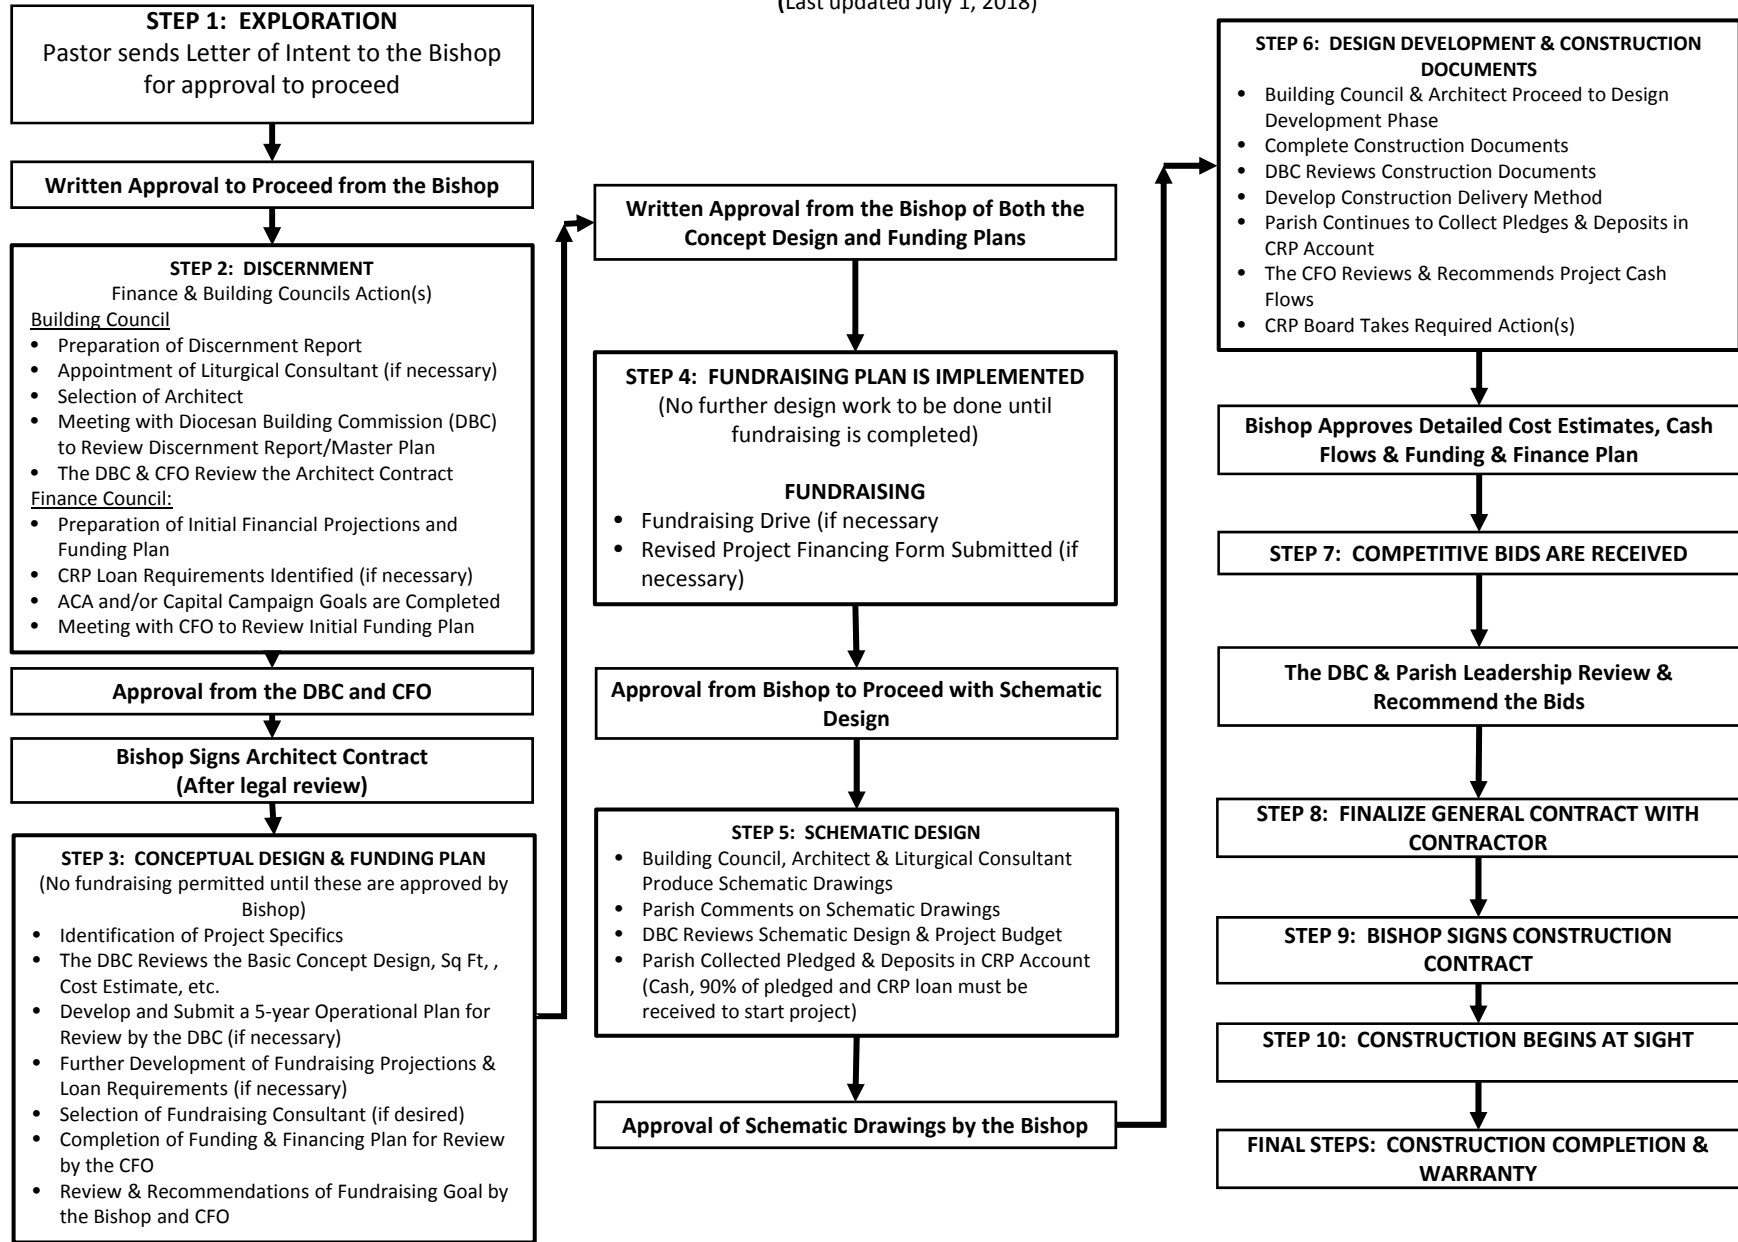 (Last updated July 1, 2018)
STEP 1: EXPLORATION
Pastor sends Letter of Intent to the Bishop
for approval to proceed
Written Approval to Proceed from the Bishop
STEP 2: DISCERNMENT
Finance & Building Councils Action(s)
Building Council
• Preparation of Discernment Report
• Appointment of Liturgical Consultant (if necessary)
• Selection of Architect
• Meeting with Diocesan Building Commission (DBC)
to Review Discernment Report/Master Plan
• The DBC & CFO Review the Architect Contract
Finance Council:
• Preparation of Initial Financial Projections and
Funding Plan
• CRP Loan Requirements Identified (if necessary)
• ACA and/or Capital Campaign Goals are Completed
• Meeting with CFO to Review Initial Funding Plan
Approval from the DBC and CFO
Bishop Signs Architect Contract
(After legal review)
STEP 3: CONCEPTUAL DESIGN & FUNDING PLAN
(No fundraising permitted until these are approved by
Bishop)
• Identification of Project Specifics
• The DBC Reviews the Basic Concept Design, Sq Ft, ,
Cost Estimate, etc.
• Develop and Submit a 5-year Operational Plan for
Review by the DBC (if necessary)
• Further Development of Fundraising Projections &
Loan Requirements (if necessary)
• Selection of Fundraising Consultant (if desired)
• Completion of Funding & Financing Plan for Review
by the CFO
• Review & Recommendations of Fundraising Goal by
the Bishop and CFO
Written Approval from the Bishop of Both the
Concept Design and Funding Plans
STEP 4: FUNDRAISING PLAN IS IMPLEMENTED
(No further design work to be done until
fundraising is completed)
FUNDRAISING
• Fundraising Drive (if necessary
• Revised Project Financing Form Submitted (if
necessary)
Approval from Bishop to Proceed with Schematic
Design
STEP 5: SCHEMATIC DESIGN
• Building Council, Architect & Liturgical Consultant
Produce Schematic Drawings
• Parish Comments on Schematic Drawings
• DBC Reviews Schematic Design & Project Budget
• Parish Collected Pledged & Deposits in CRP Account
(Cash, 90% of pledged and CRP loan must be
received to start project)
Approval of Schematic Drawings by the Bishop
STEP 6: DESIGN DEVELOPMENT & CONSTRUCTION
DOCUMENTS
• Building Council & Architect Proceed to Design
Development Phase
• Complete Construction Documents
• DBC Reviews Construction Documents
• Develop Construction Delivery Method
• Parish Continues to Collect Pledges & Deposits in
CRP Account
• The CFO Reviews & Recommends Project Cash
Flows
• CRP Board Takes Required Action(s)
Bishop Approves Detailed Cost Estimates, Cash
Flows & Funding & Finance Plan
STEP 7: COMPETITIVE BIDS ARE RECEIVED
The DBC & Parish Leadership Review &
Recommend the Bids
STEP 8: FINALIZE GENERAL CONTRACT WITH
CONTRACTOR
STEP 9: BISHOP SIGNS CONSTRUCTION
CONTRACT
STEP 10: CONSTRUCTION BEGINS AT SIGHT
FINAL STEPS: CONSTRUCTION COMPLETION &
WARRANTY